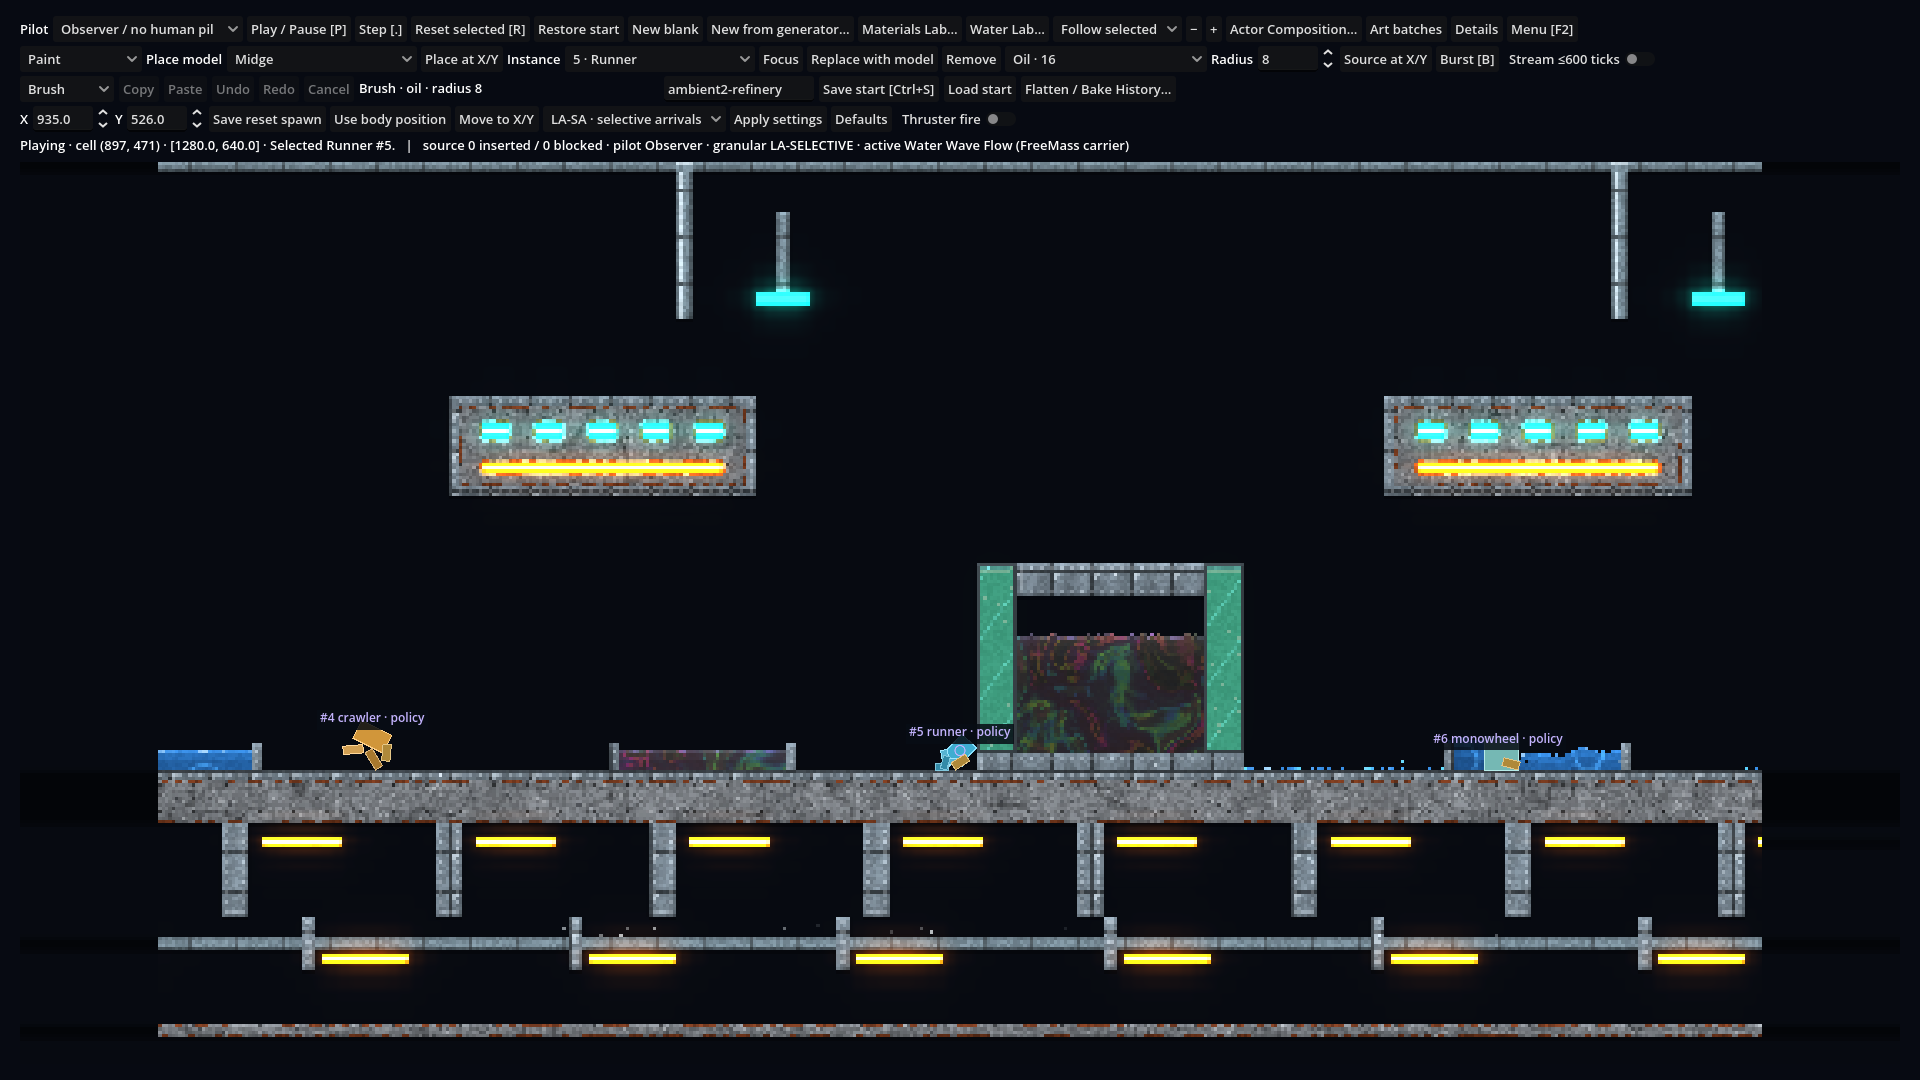 Pilot Observer / no human pil Play / Pause [P] Step [.] Reset selected [R] Restore start New blank New from generator... Materials Lab... Water Lab... Follow selected − + Actor Composition... Art batches Details Menu [F2]
Paint Place model Midge Place at X/Y Instance 5 · Runner Focus Replace with model Remove Oil · 16 Radius 8 Source at X/Y Burst [B] Stream ≤600 ticks
Brush Copy Paste Undo Redo Cancel Brush · oil · radius 8 ambient2-refinery Save start [Ctrl+S] Load start Flatten / Bake History...
X 935.0 Y 526.0 Save reset spawn Use body position Move to X/Y LA-SA · selective arrivals Apply settings Defaults Thruster fire
Playing · cell (897, 471) · [1280.0, 640.0] · Selected Runner #5. | source 0 inserted / 0 blocked · pilot Observer · granular LA-SELECTIVE · active Water Wave Flow (FreeMass carrier)
#4 crawler · policy
#5 runner · policy
#6 monowheel · policy